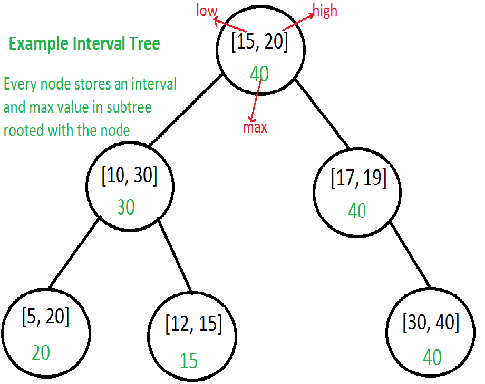 low
high
Example Interval Tree
[15, 20]
40
Every node stores an interval
and max value in subtree
rooted with the node
max
[10, 30]
30
[17, 19]
40
[5, 20]
20
[12, 15]
15
[30, 40]
40